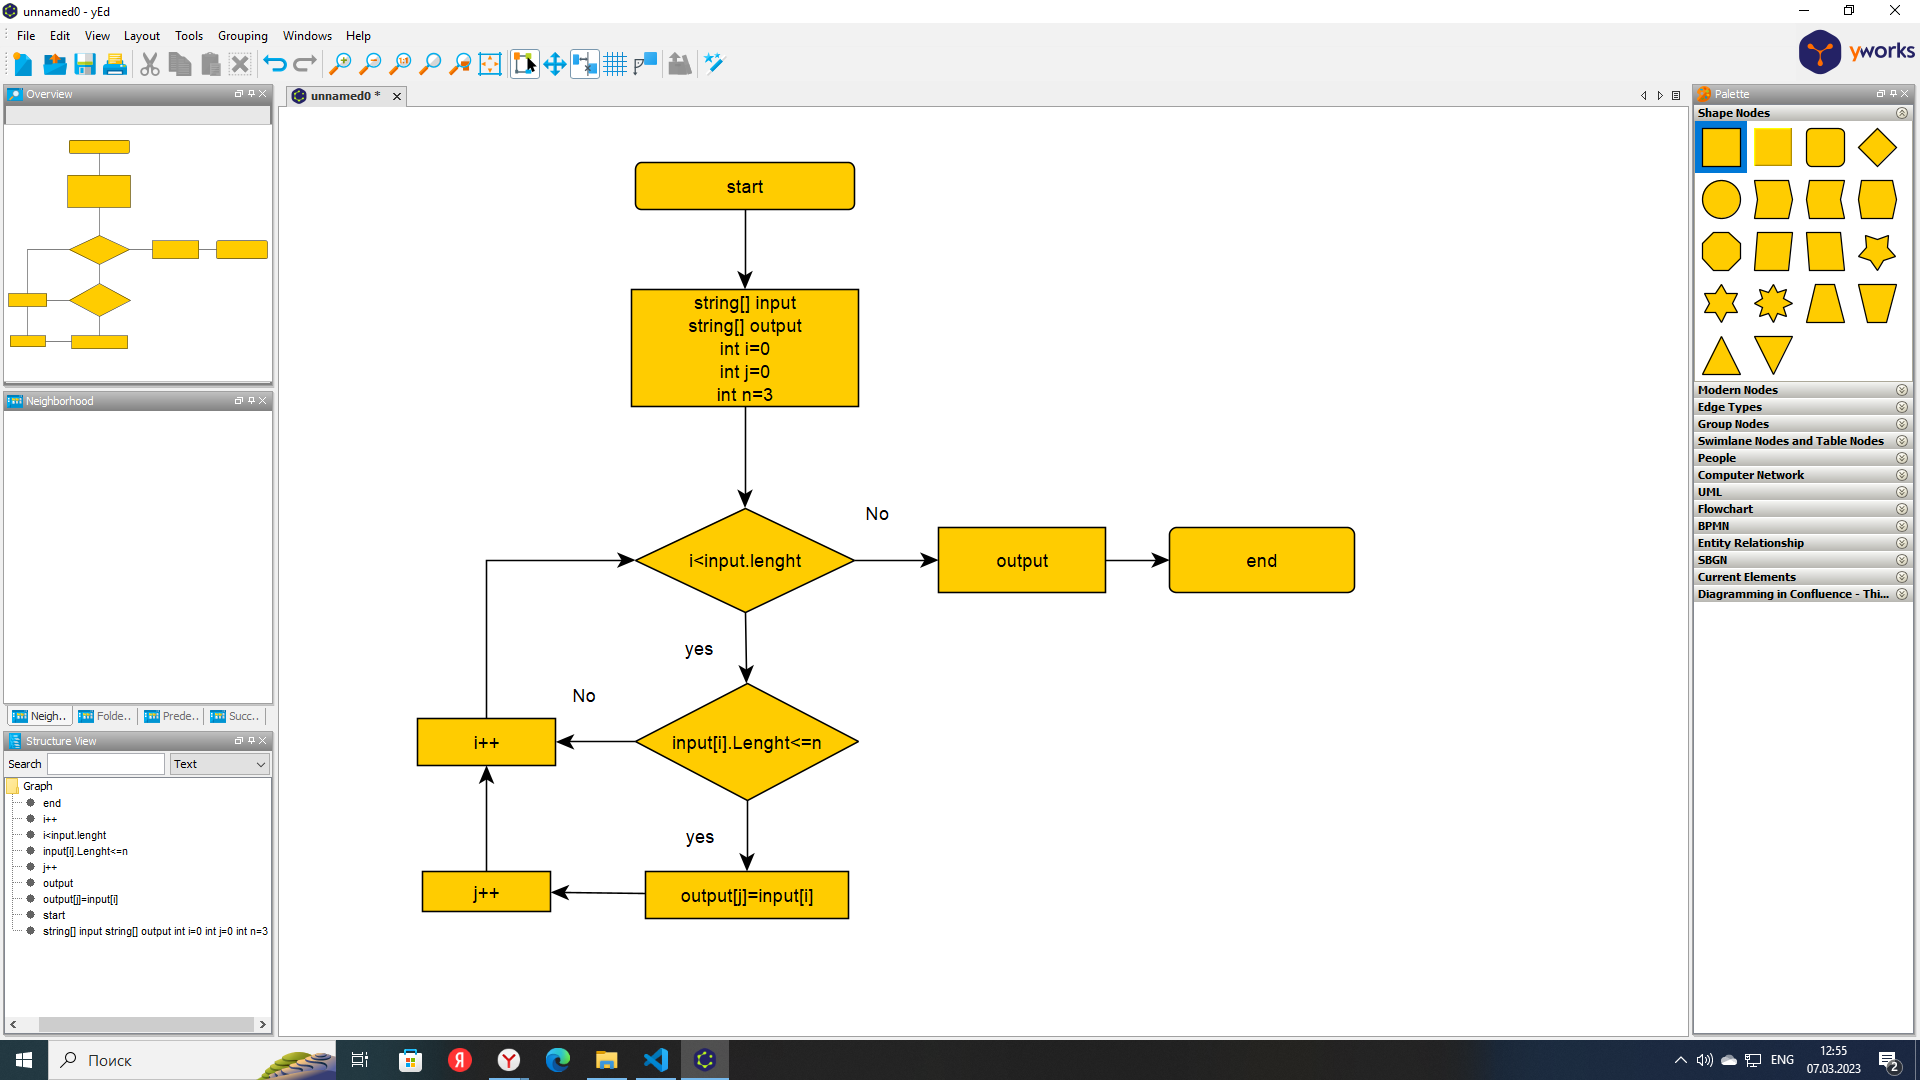 unnamed0 - yEd
File Edit View Layout Tools Grouping Windows Help
yworks
Overview
unnamed0 *
Palette
Shape Nodes
Modern Nodes
Edge Types
Group Nodes
Swimlane Nodes and Table Nodes
People
Computer Network
UML
Flowchart
BPMN
Entity Relationship
SBGN
Current Elements
Diagramming in Confluence - Thi...
Neighborhood
Neigh.. Folde.. Prede.. Succ..
Structure View
Search Text
Graph
end
i++
i<input.lenght
input[i].Lenght<=n
j++
output
output[j]=input[i]
start
string[] input string[] output int i=0 int j=0 int n=3
start
string[] input
string[] output
int i=0
int j=0
int n=3
No
i<input.lenght
output
end
yes
No
i++
input[i].Lenght<=n
yes
j++
output[j]=input[i]
Поиск
ENG
12:55
07.03.2023
2